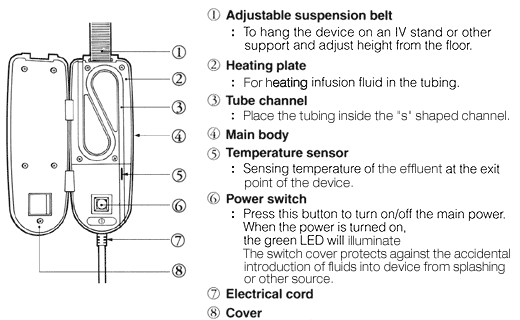 ① Adjustable suspension belt
: To hang the device on an IV stand or other
support and adjust height from the floor.
② Heating plate
: For heating infusion fluid in the tubing.
③ Tube channel
: Place the tubing inside the "s" shaped channel.
④ Main body
⑤ Temperature sensor
: Sensing temperature of the effluent at the exit
point of the device.
⑥ Power switch
: Press this button to turn on/off the main power.
When the power is turned on,
the green LED will illuminate
The switch cover protects against the accidental
introduction of fluids into device from splashing
or other source.
⑦ Electrical cord
⑧ Cover
①
②
③
④
⑤
⑥
⑦
⑧